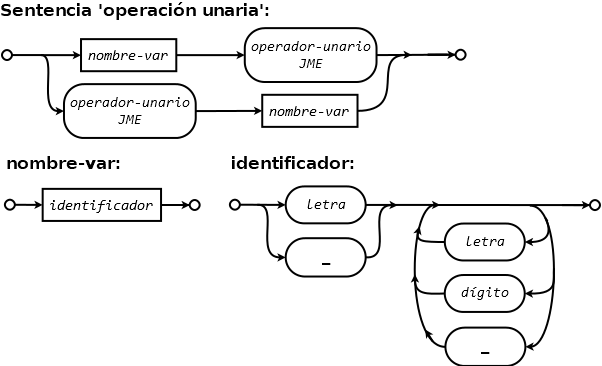 Sentencia 'operación unaria':
nombre-var
operador-unario
JME
operador-unario
JME
nombre-var
nombre-var:
identificador:
identificador
letra
_
letra
dígito
_